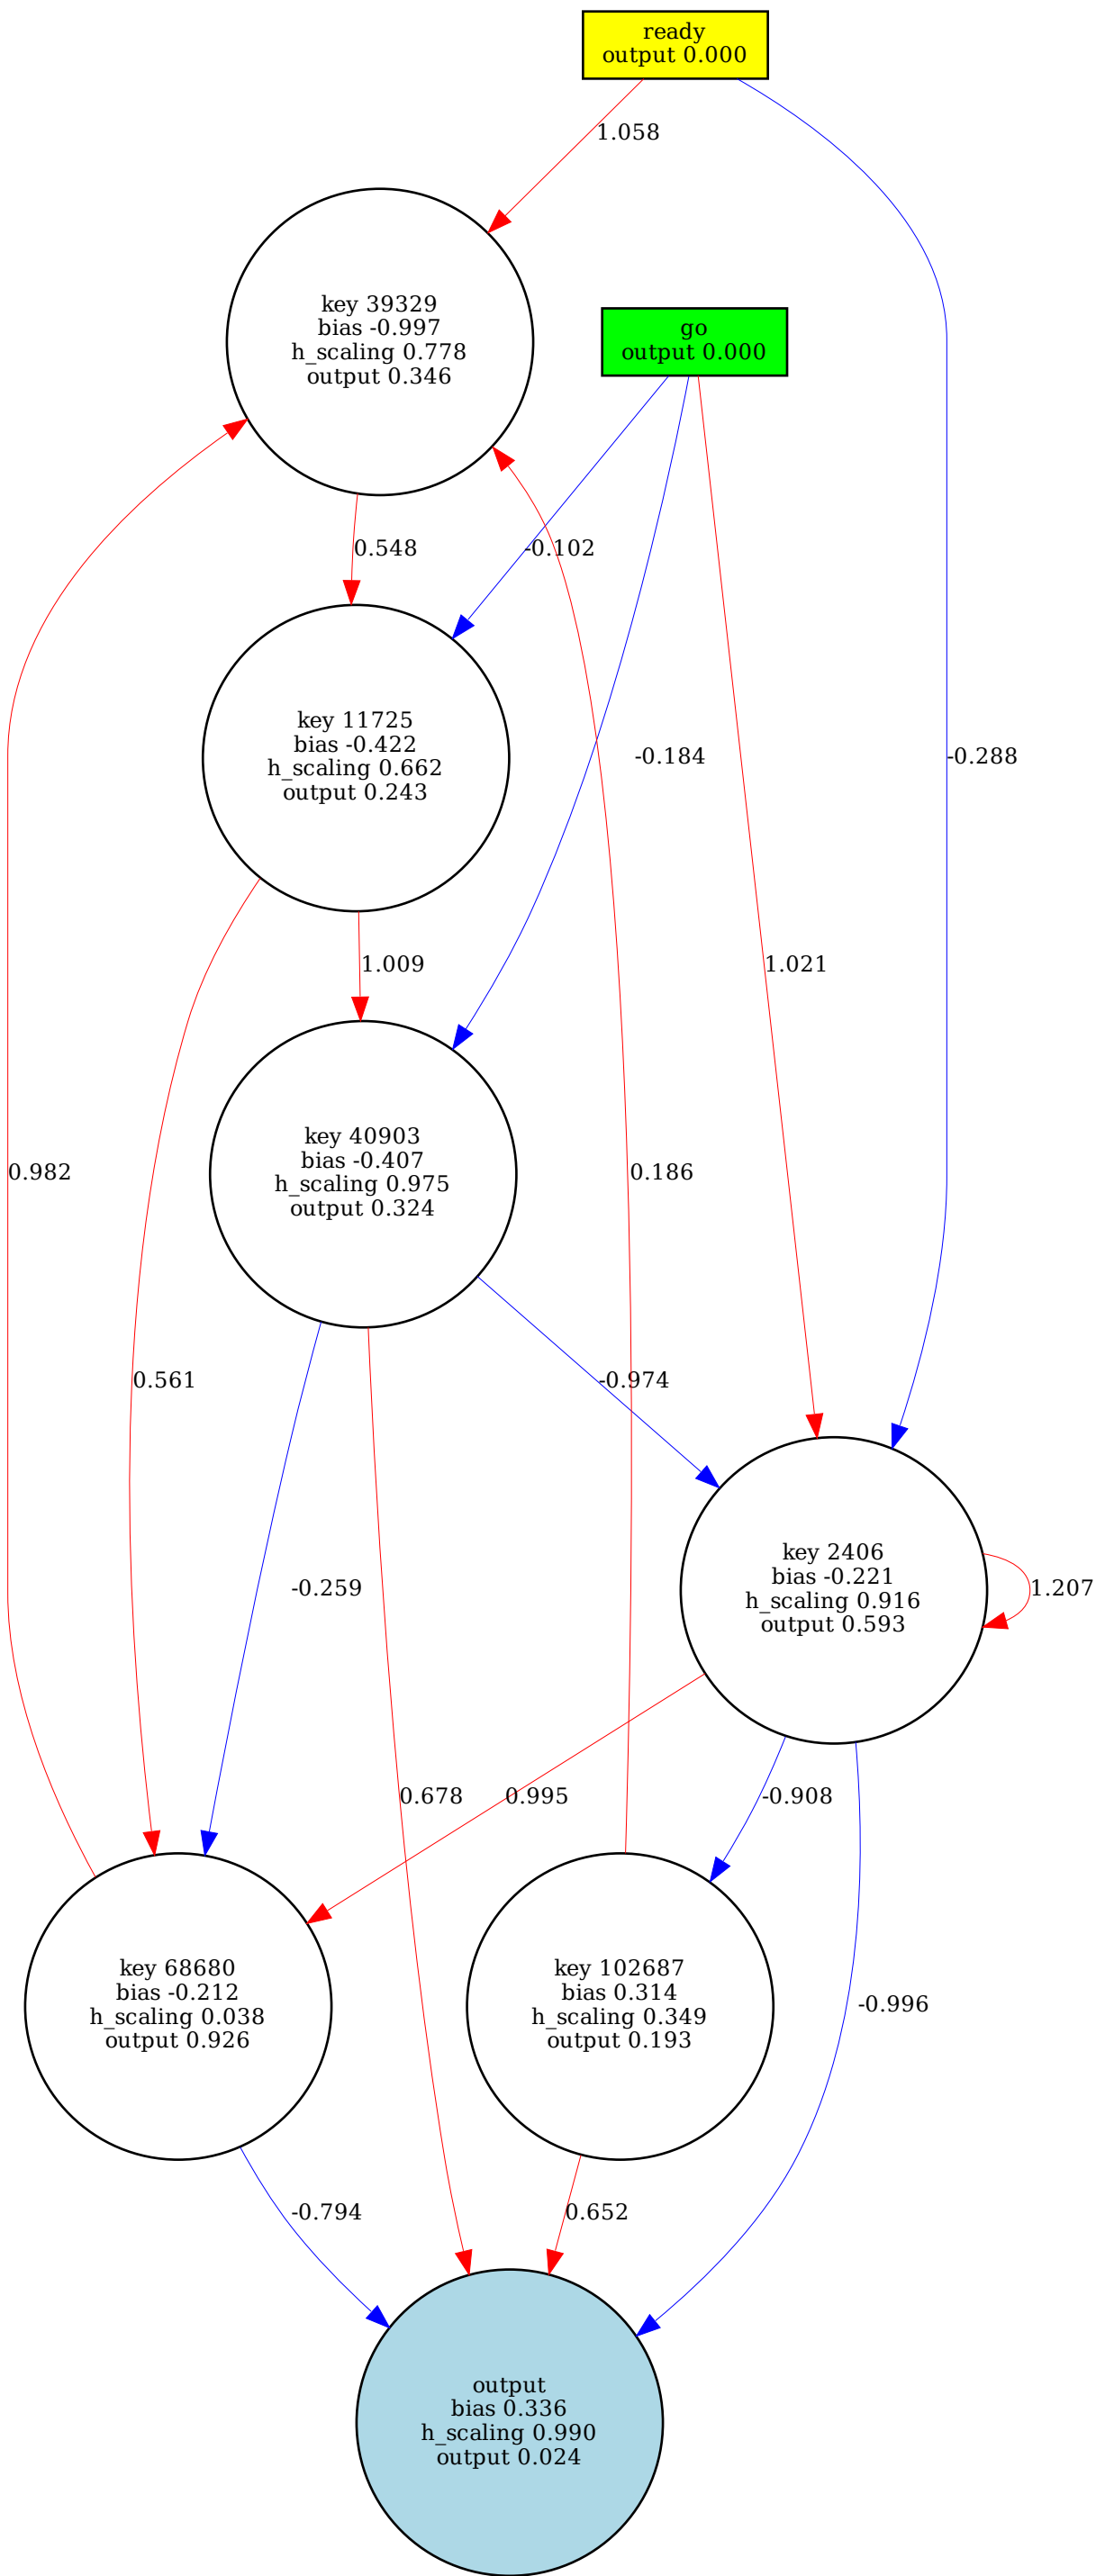 ready
output 0.000
1.058
key 39329
bias -0.997
h_scaling 0.778
output 0.346
go
output 0.000
0.548
-0.102
key 11725
bias -0.422
h_scaling 0.662
output 0.243
-0.184
-0.288
1.009
1.021
key 40903
bias -0.407
h_scaling 0.975
output 0.324
0.982
0.186
0.561
-0.974
key 2406
bias -0.221
h_scaling 0.916
output 0.593
-0.259
1.207
0.678
0.995
-0.908
key 68680
bias -0.212
h_scaling 0.038
output 0.926
key 102687
bias 0.314
h_scaling 0.349
output 0.193
-0.996
-0.794
0.652
output
bias 0.336
h_scaling 0.990
output 0.024